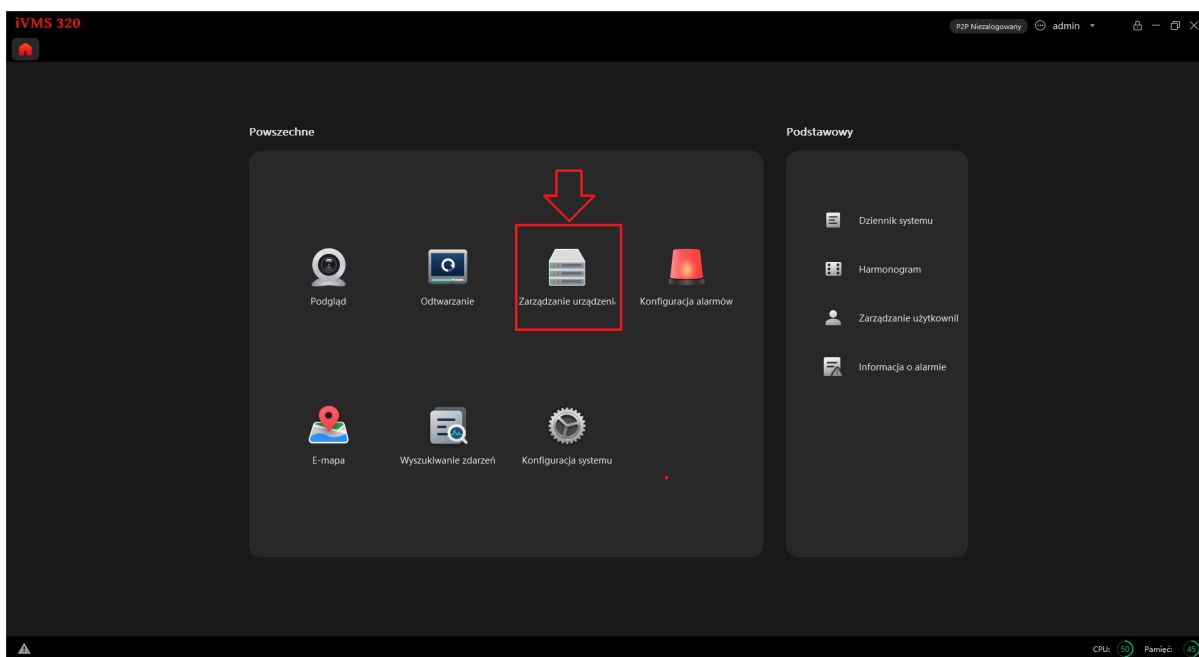 iVMS 320
P2P Niezalogowany admin
Powszechne
Podstawowy
Podgląd
Odtwarzanie
Zarządzanie urządzeni
Konfiguracja alarmów
E-mapa
Wyszukiwanie zdarzeń
Konfiguracja systemu
Dziennik systemu
Harmonogram
Zarządzanie użytkownil
Informacja o alarmie
CPU: 50 Pamięć: 45